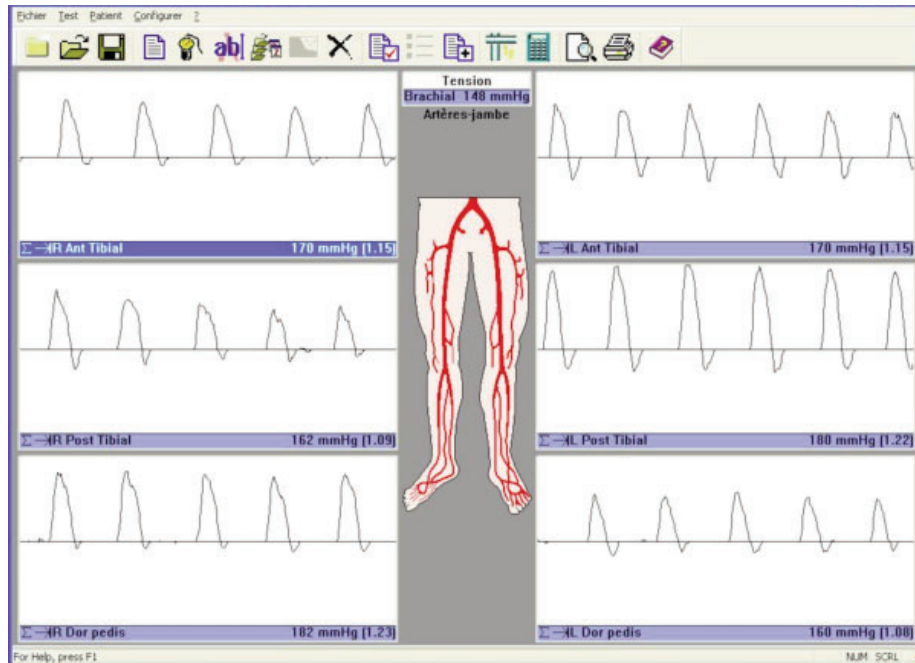 Fichier Test Patient Configurer ?
ab
Tension
Brachial 148 mmHg
Artères-jambe
Σ R Ant Tibial 170 mmHg [1.15]
Σ L Ant Tibial 170 mmHg [1.15]
Σ R Post Tibial 162 mmHg [1.09]
Σ L Post Tibial 180 mmHg [1.22]
Σ R Dor pedis 182 mmHg [1.23]
Σ L Dor pedis 160 mmHg [1.08]
For Help, press F1 NUM SCRL